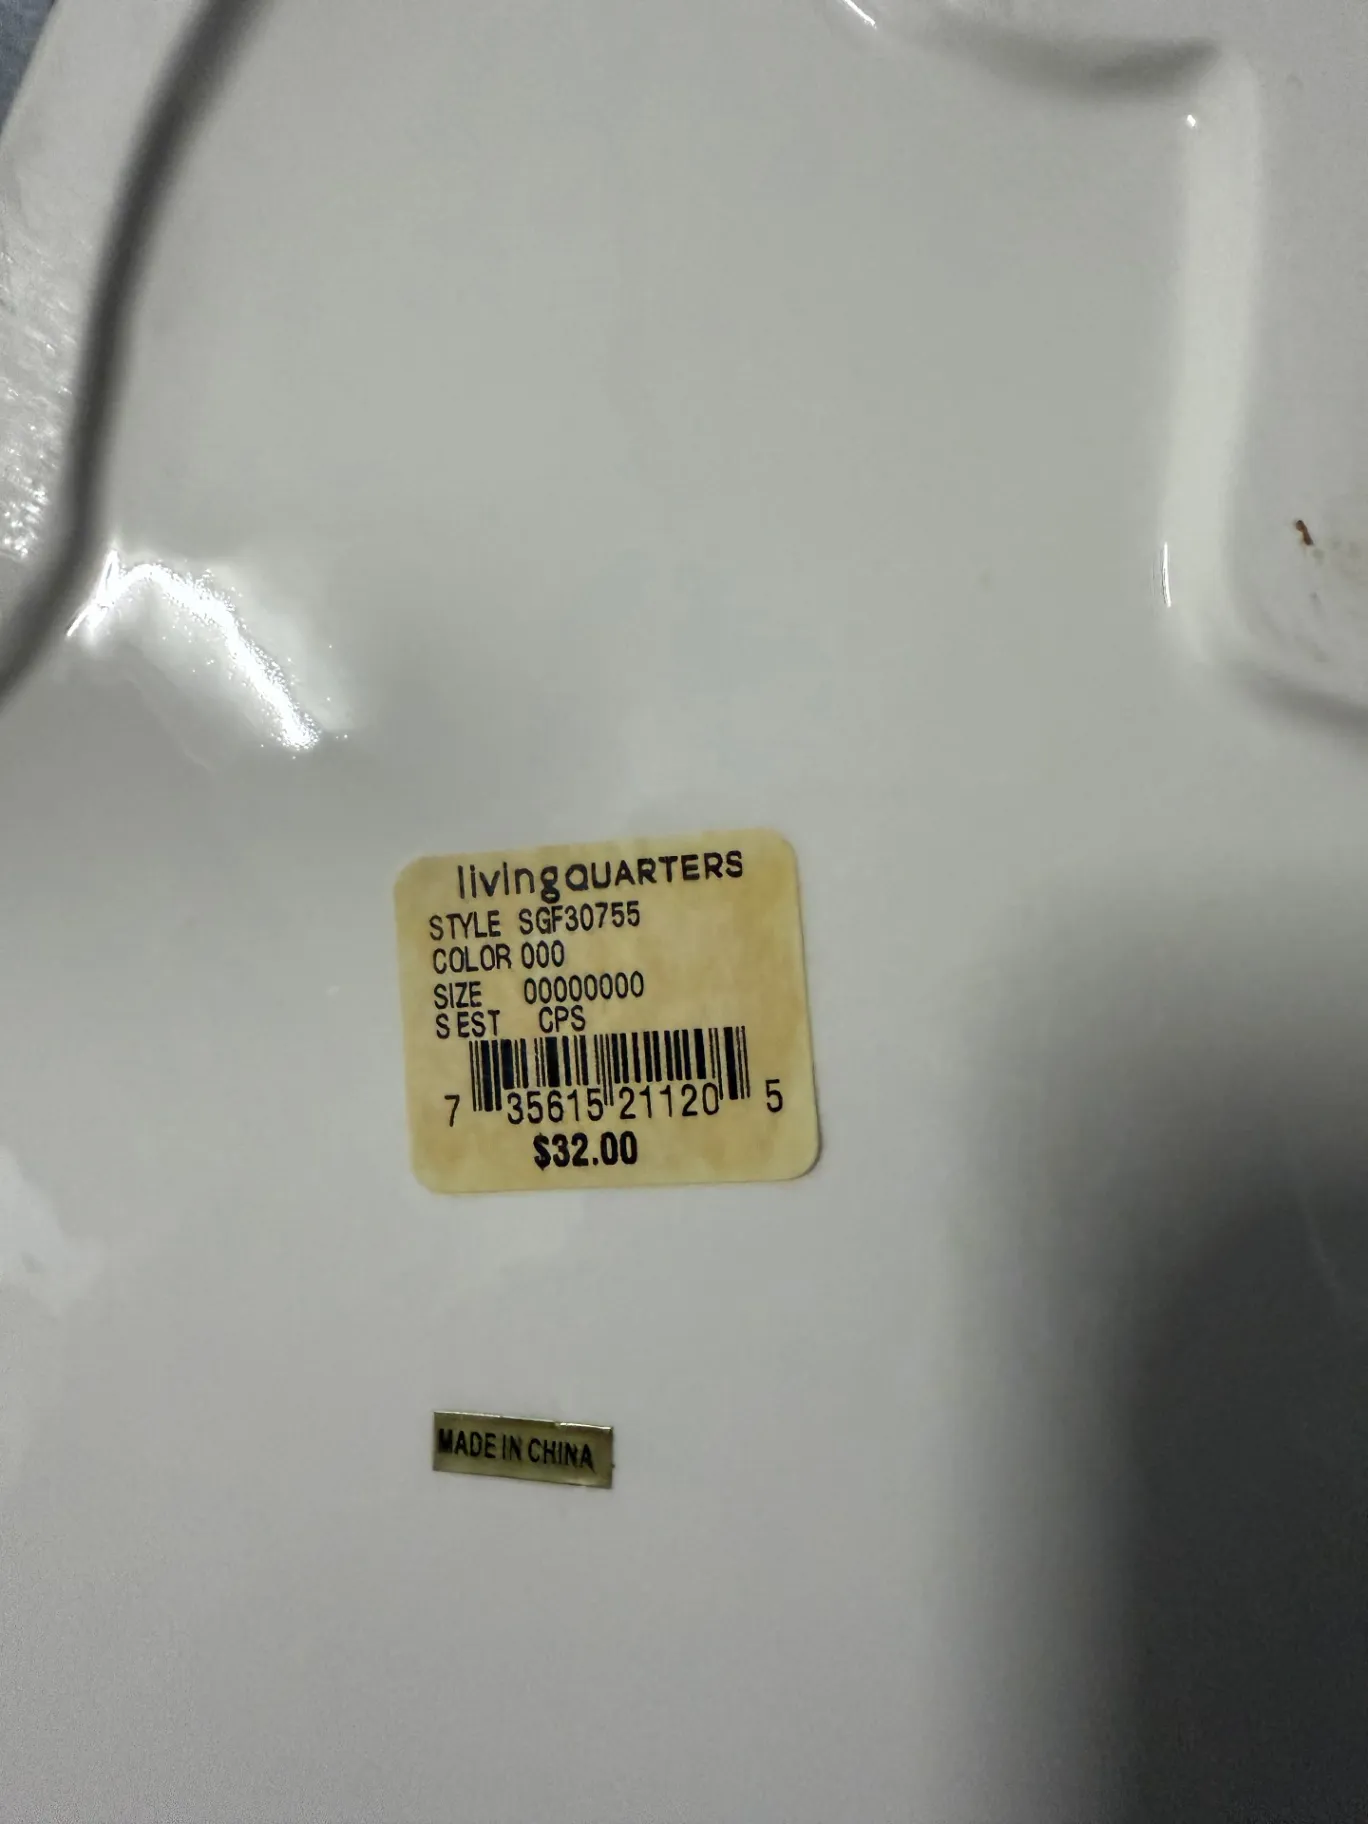 livingQUARTERS
STYLE SGF30755
COLOR 000
SIZE 00000000
S EST CPS
7 35615 21120 5
$32.00
MADE IN CHINA